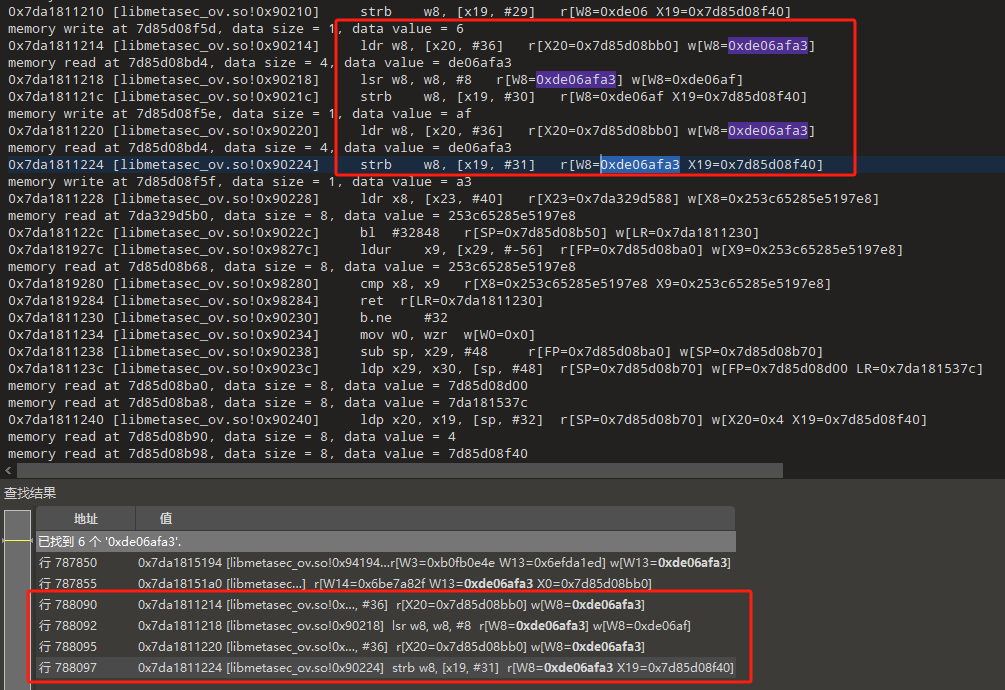 0x7da1811210 [libmetasec_ov.so!0x90210] strb w8, [x19, #29] r[W8=0xde06 X19=0x7d85d08f40]
memory write at 7d85d08f5d, data size = 1, data value = 6
0x7da1811214 [libmetasec_ov.so!0x90214] ldr w8, [x20, #36] r[X20=0x7d85d08bb0] w[W8=0xde06afa3]
memory read at 7d85d08bd4, data size = 4, data value = de06afa3
0x7da1811218 [libmetasec_ov.so!0x90218] lsr w8, w8, #8 r[W8=0xde06afa3] w[W8=0xde06af]
0x7da181121c [libmetasec_ov.so!0x9021c] strb w8, [x19, #30] r[W8=0xde06af X19=0x7d85d08f40]
memory write at 7d85d08f5e, data size = 1, data value = af
0x7da1811220 [libmetasec_ov.so!0x90220] ldr w8, [x20, #36] r[X20=0x7d85d08bb0] w[W8=0xde06afa3]
memory read at 7d85d08bd4, data size = 4, data value = de06afa3
0x7da1811224 [libmetasec_ov.so!0x90224] strb w8, [x19, #31] r[W8=0xde06afa3 X19=0x7d85d08f40]
memory write at 7d85d08f5f, data size = 1, data value = a3
0x7da1811228 [libmetasec_ov.so!0x90228] ldr x8, [x23, #40] r[X23=0x7da329d588] w[X8=0x253c65285e5197e8]
memory read at 7da329d5b0, data size = 8, data value = 253c65285e5197e8
0x7da181122c [libmetasec_ov.so!0x9022c] bl #32848 r[SP=0x7d85d08b50] w[LR=0x7da1811230]
0x7da181927c [libmetasec_ov.so!0x9827c] ldur x9, [x29, #-56] r[FP=0x7d85d08ba0] w[X9=0x253c65285e5197e8]
memory read at 7d85d08b68, data size = 8, data value = 253c65285e5197e8
0x7da1819280 [libmetasec_ov.so!0x98280] cmp x8, x9 r[X8=0x253c65285e5197e8 X9=0x253c65285e5197e8]
0x7da1819284 [libmetasec_ov.so!0x98284] ret r[LR=0x7da1811230]
0x7da1811230 [libmetasec_ov.so!0x90230] b.ne #32
0x7da1811234 [libmetasec_ov.so!0x90234] mov w0, wzr w[W0=0x0]
0x7da1811238 [libmetasec_ov.so!0x90238] sub sp, x29, #48 r[FP=0x7d85d08ba0] w[SP=0x7d85d08b70]
0x7da181123c [libmetasec_ov.so!0x9023c] ldp x29, x30, [sp, #48] r[SP=0x7d85d08b70] w[FP=0x7d85d08d00 LR=0x7da181537c]
memory read at 7d85d08ba0, data size = 8, data value = 7d85d08d00
memory read at 7d85d08ba8, data size = 8, data value = 7da181537c
0x7da1811240 [libmetasec_ov.so!0x90240] ldp x20, x19, [sp, #32] r[SP=0x7d85d08b70] w[X20=0x4 X19=0x7d85d08f40]
memory read at 7d85d08b90, data size = 8, data value = 4
memory read at 7d85d08b98, data size = 8, data value = 7d85d08f40
查找结果
地址 值
已找到 6 个 '0xde06afa3'.
行 787850 0x7da1815194 [libmetasec_ov.so!0x94194...r[W3=0xb0fb0e4e W13=0x6efda1ed] w[W13=0xde06afa3]
行 787855 0x7da18151a0 [libmetasec...] r[W14=0x6be7a82f W13=0xde06afa3 X0=0x7d85d08bb0]
行 788090 0x7da1811214 [libmetasec_ov.so!0x..., #36] r[X20=0x7d85d08bb0] w[W8=0xde06afa3]
行 788092 0x7da1811218 [libmetasec_ov.so!0x90218] lsr w8, w8, #8 r[W8=0xde06afa3] w[W8=0xde06af]
行 788095 0x7da1811220 [libmetasec_ov.so!0x..., #36] r[X20=0x7d85d08bb0] w[W8=0xde06afa3]
行 788097 0x7da1811224 [libmetasec_ov.so!0x90224] strb w8, [x19, #31] r[W8=0xde06afa3 X19=0x7d85d08f40]